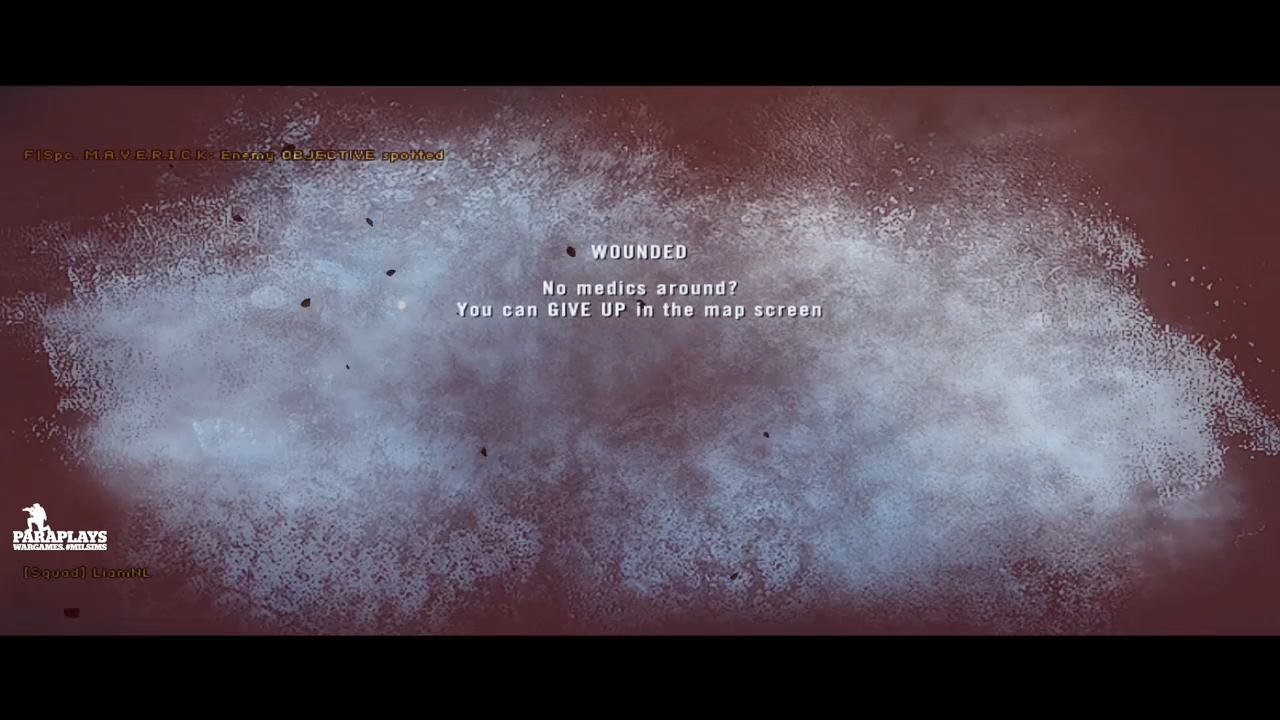 F|Spc. M.A.V.E.R.I.C.K: Enemy OBJECTIVE spotted
WOUNDED
No medics around?
You can GIVE UP in the map screen
PARAPLAYS
WARGAMES. #MILSIMS
[Squad] LiamNL